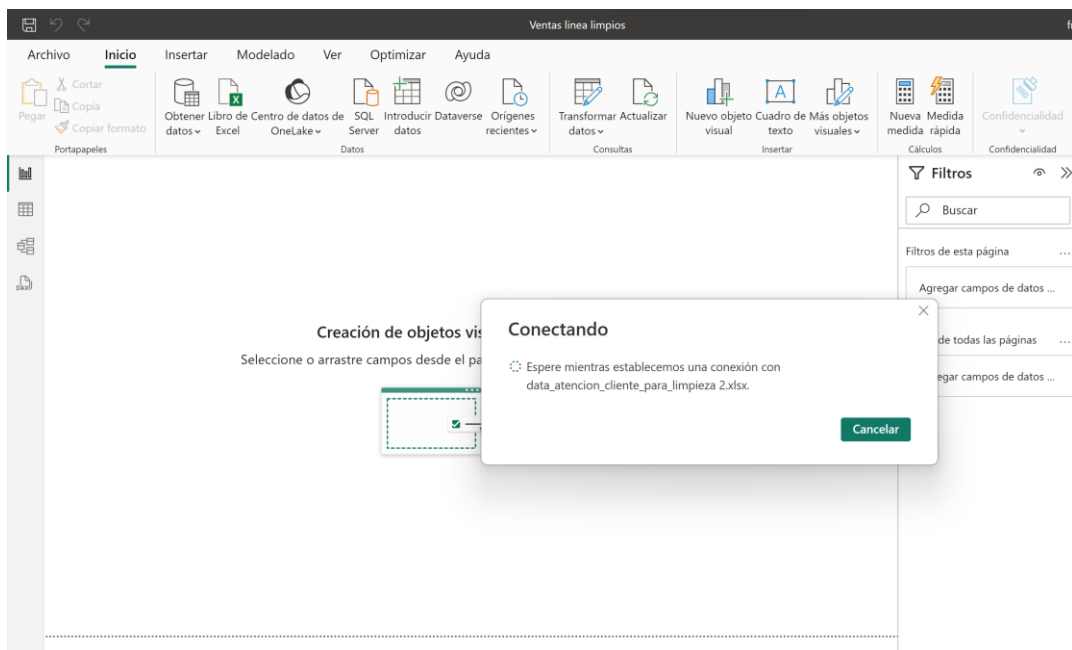 Ventas linea limpios
Archivo Inicio Insertar Modelado Ver Optimizar Ayuda
Pegar
Cortar
Copia
Copiar formato
Portapapeles
Obtener datos
Libro de Excel
Centro de datos de OneLake
SQL Server
Introducir datos
Dataverse
Orígenes recientes
Datos
Transformar datos
Actualizar
Consultas
Nuevo objeto visual
Cuadro de texto
Más objetos visuales
Insertar
Nueva medida
Medida rápida
Cálculos
Confidencialidad
Confidencialidad
Filtros
Buscar
Filtros de esta página ...
Agregar campos de datos ...
de todas las páginas ...
egar campos de datos ...
Creación de objetos vis
Seleccione o arrastre campos desde el pa
Conectando
Espere mientras establecemos una conexión con
data_atencion_cliente_para_limpieza 2.xlsx.
Cancelar